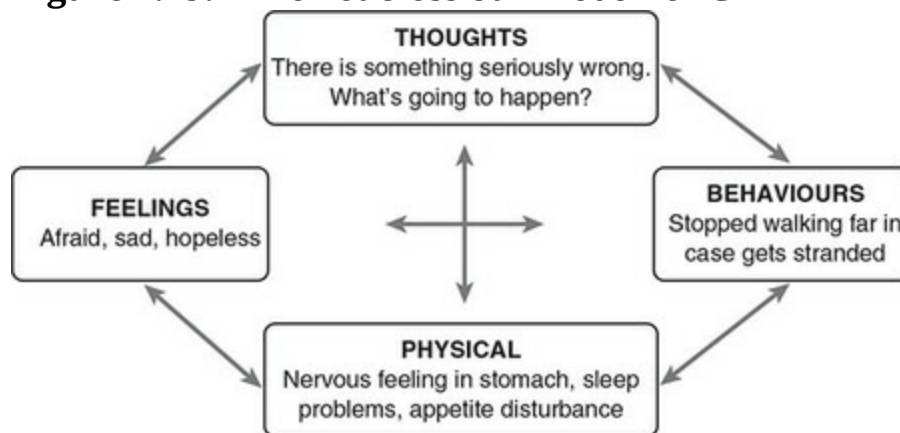 THOUGHTS
There is something seriously wrong.
What's going to happen?
FEELINGS
Afraid, sad, hopeless
BEHAVIOURS
Stopped walking far in
case gets stranded
PHYSICAL
Nervous feeling in stomach, sleep
problems, appetite disturbance